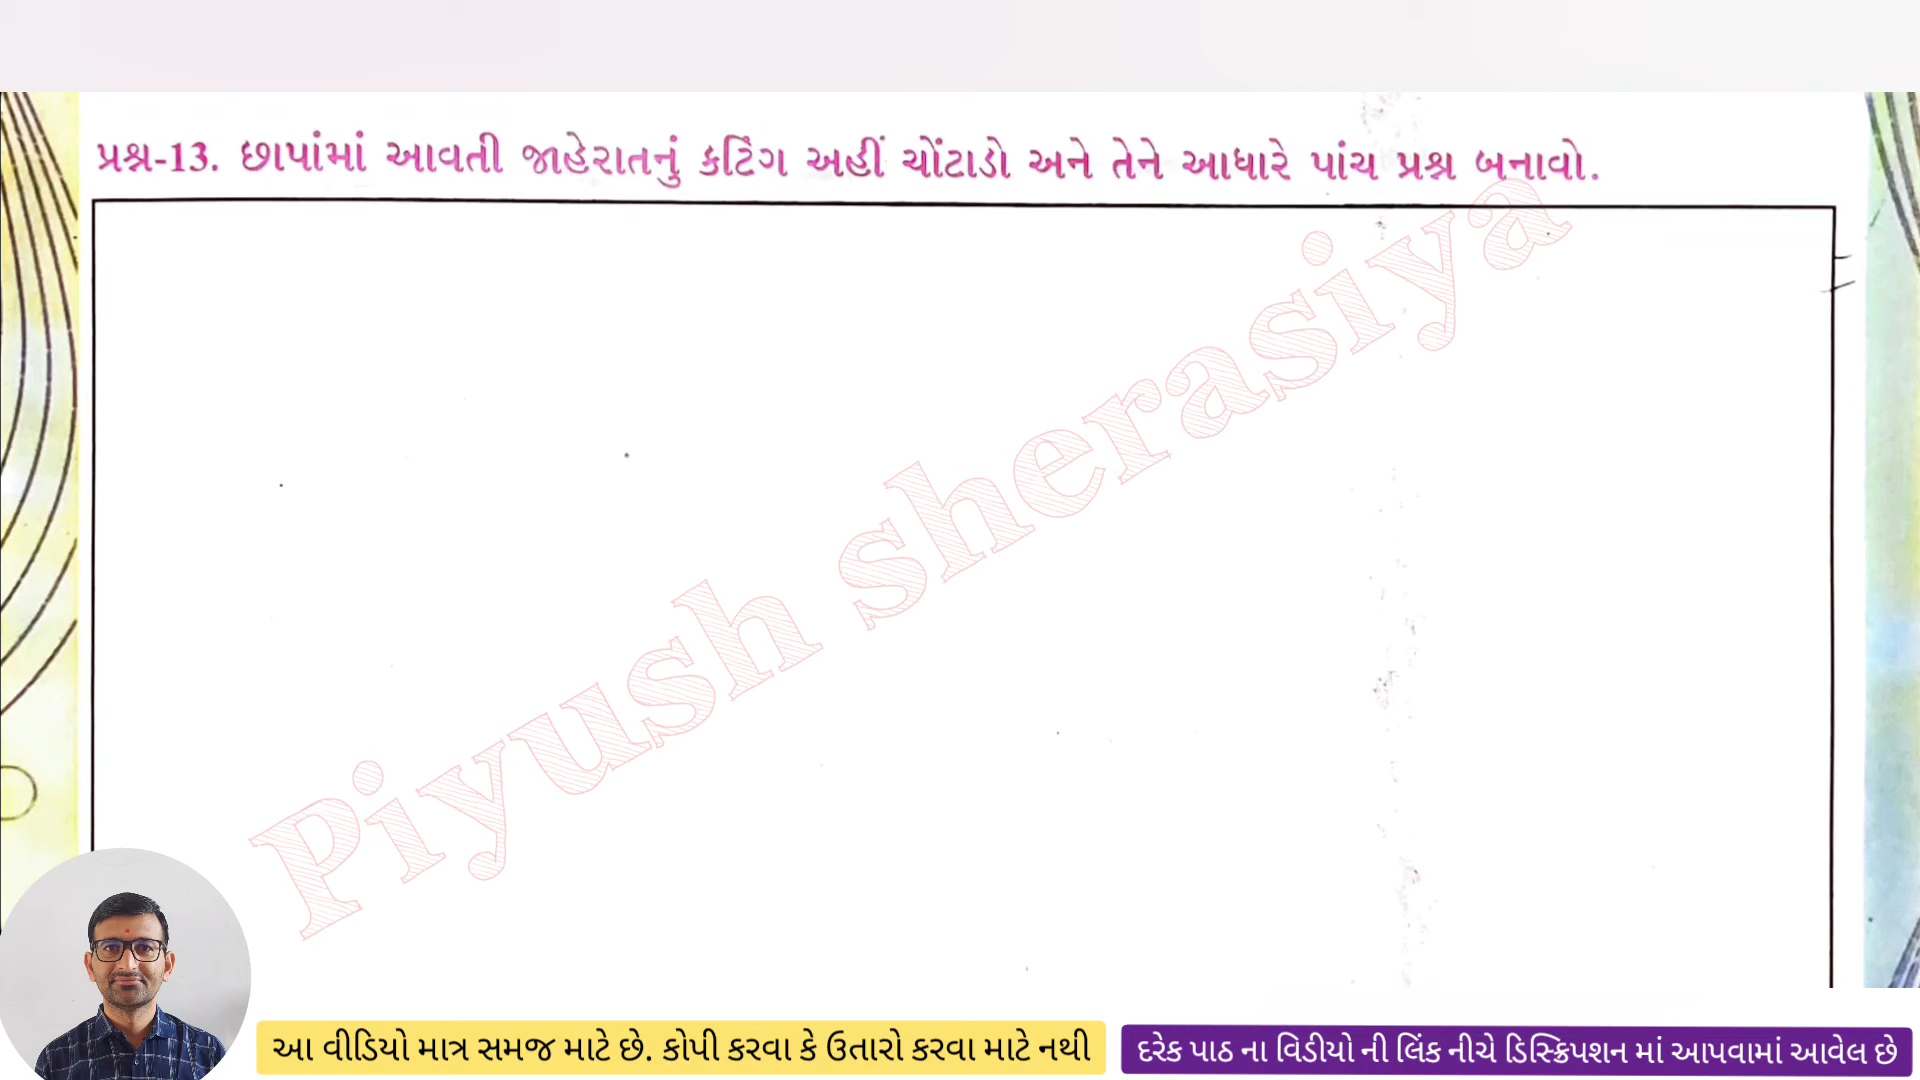 પ્રશ્ન-13. છાપાંમાં આવતી જાહેરાતનું કટિંગ અહીં ચોંટાડો અને તેને આધારે પાંચ પ્રશ્ન બનાવો.
Piyush sherasiya
આ વીડિયો માત્ર સમજ માટે છે. કોપી કરવા કે ઉતારો કરવા માટે નથી
દરેક પાઠ ના વિડીયો ની લિંક નીચે ડિસ્ક્રિપશન માં આપવામાં આવેલ છે